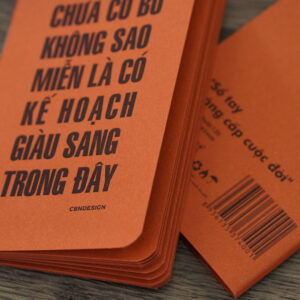 CHƯA CÓ BỒ
KHÔNG SAO
MIỄN LÀ CÓ
KẾ HOẠCH
GIÀU SANG
TRONG ĐÂY
CBNDESIGN
"Sổ tay
cấp cuộc đời"